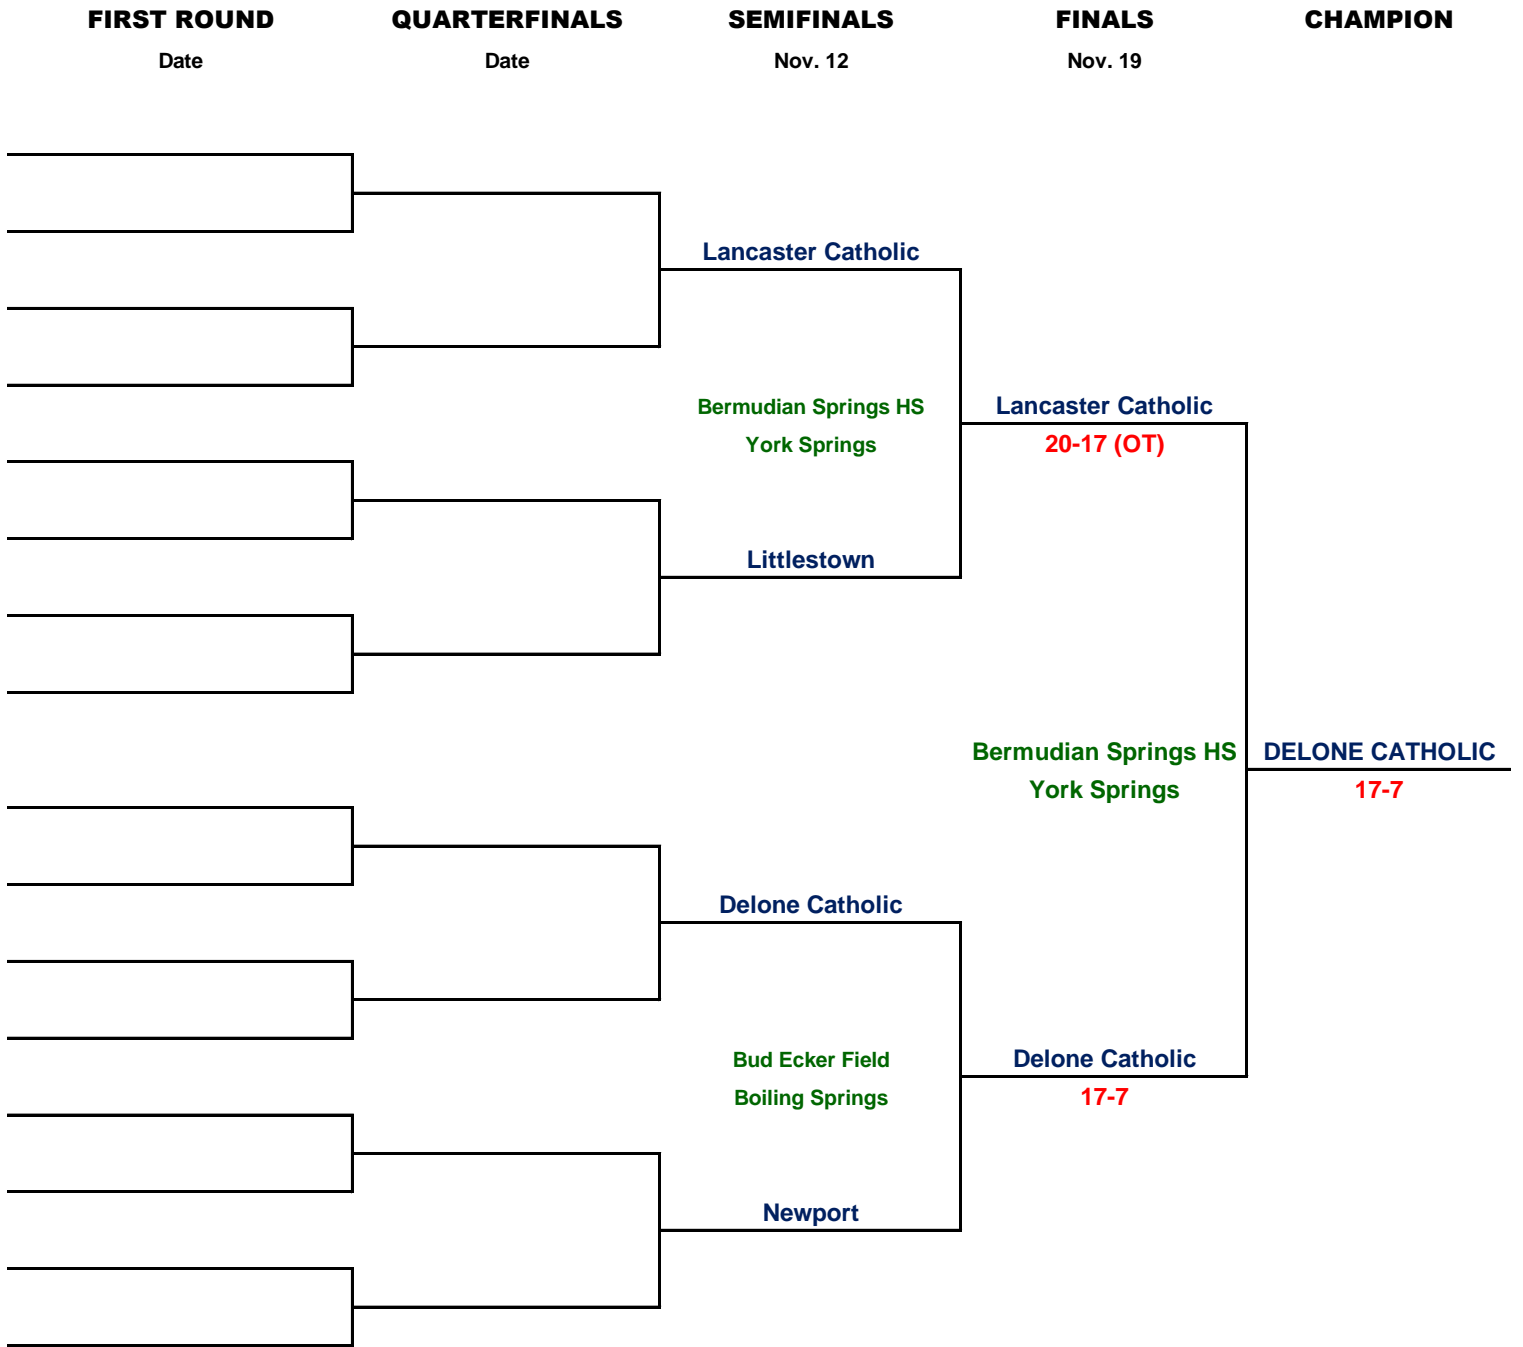 FIRST ROUND QUARTERFINALS SEMIFINALS FINALS CHAMPION
Date Date Nov. 12 Nov. 19
Lancaster Catholic
Bermudian Springs HS Lancaster Catholic
York Springs 20-17 (OT)
Littlestown
Bermudian Springs HS DELONE CATHOLIC
York Springs 17-7
Delone Catholic
Bud Ecker Field Delone Catholic
Boiling Springs 17-7
Newport